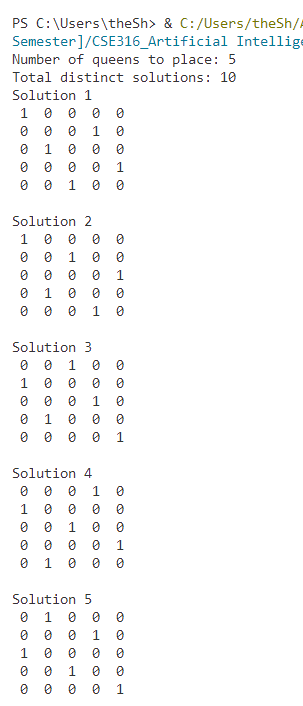 PS C:\Users\theSh> & C:/Users/theSh/
Semester]/CSE316_Artificial Intellige
Number of queens to place: 5
Total distinct solutions: 10
Solution 1
1 0 0 0 0
0 0 0 1 0
0 1 0 0 0
0 0 0 0 1
0 0 1 0 0
Solution 2
1 0 0 0 0
0 0 1 0 0
0 0 0 0 1
0 1 0 0 0
0 0 0 1 0
Solution 3
0 0 1 0 0
1 0 0 0 0
0 0 0 1 0
0 1 0 0 0
0 0 0 0 1
Solution 4
0 0 0 1 0
1 0 0 0 0
0 0 1 0 0
0 0 0 0 1
0 1 0 0 0
Solution 5
0 1 0 0 0
0 0 0 1 0
1 0 0 0 0
0 0 1 0 0
0 0 0 0 1